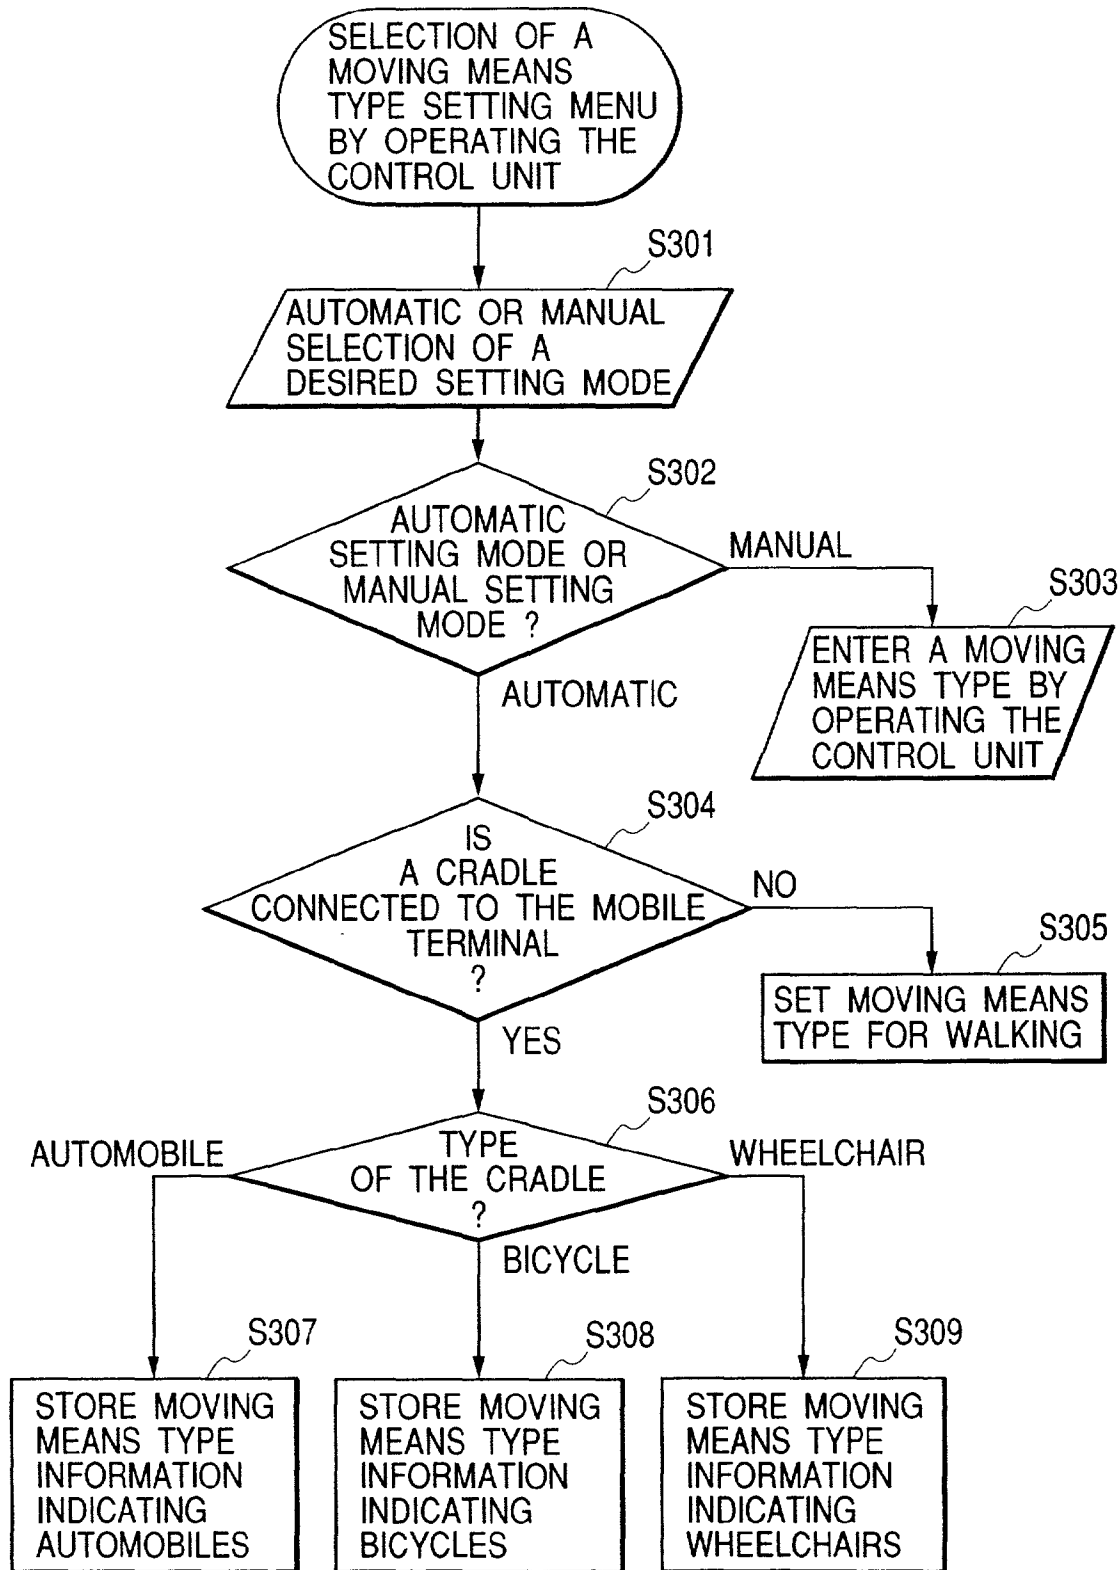 SELECTION OF A
MOVING MEANS
TYPE SETTING MENU
BY OPERATING THE
CONTROL UNIT
S301
AUTOMATIC OR MANUAL
SELECTION OF A
DESIRED SETTING MODE
S302
AUTOMATIC
SETTING MODE OR
MANUAL SETTING
MODE ?
MANUAL
S303
ENTER A MOVING
MEANS TYPE BY
OPERATING THE
CONTROL UNIT
AUTOMATIC
S304
IS
A CRADLE
CONNECTED TO THE MOBILE
TERMINAL
?
NO
S305
SET MOVING MEANS
TYPE FOR WALKING
YES
S306
TYPE
OF THE CRADLE
?
AUTOMOBILE
WHEELCHAIR
BICYCLE
S307
STORE MOVING
MEANS TYPE
INFORMATION
INDICATING
AUTOMOBILES
S308
STORE MOVING
MEANS TYPE
INFORMATION
INDICATING
BICYCLES
S309
STORE MOVING
MEANS TYPE
INFORMATION
INDICATING
WHEELCHAIRS